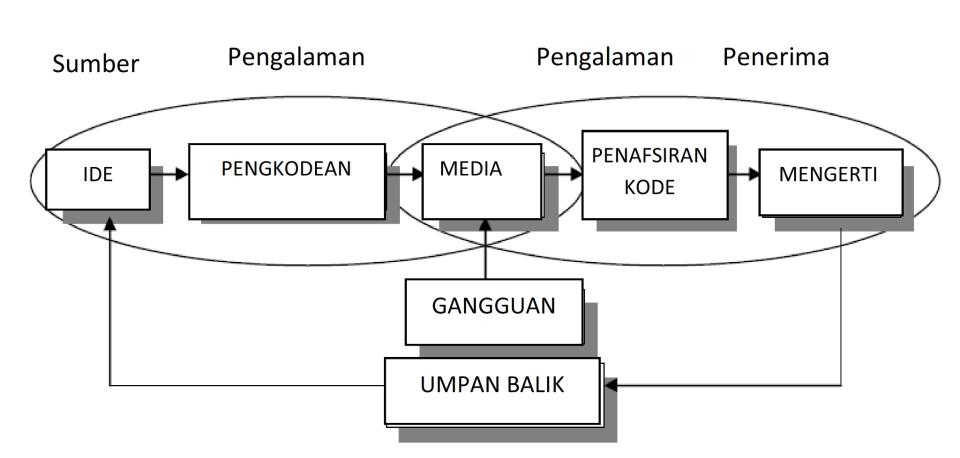 Sumber
Pengalaman
Pengalaman
Penerima
IDE
PENGKODEAN
MEDIA
PENAFSIRAN
KODE
MENGERTI
GANGGUAN
UMPAN BALIK